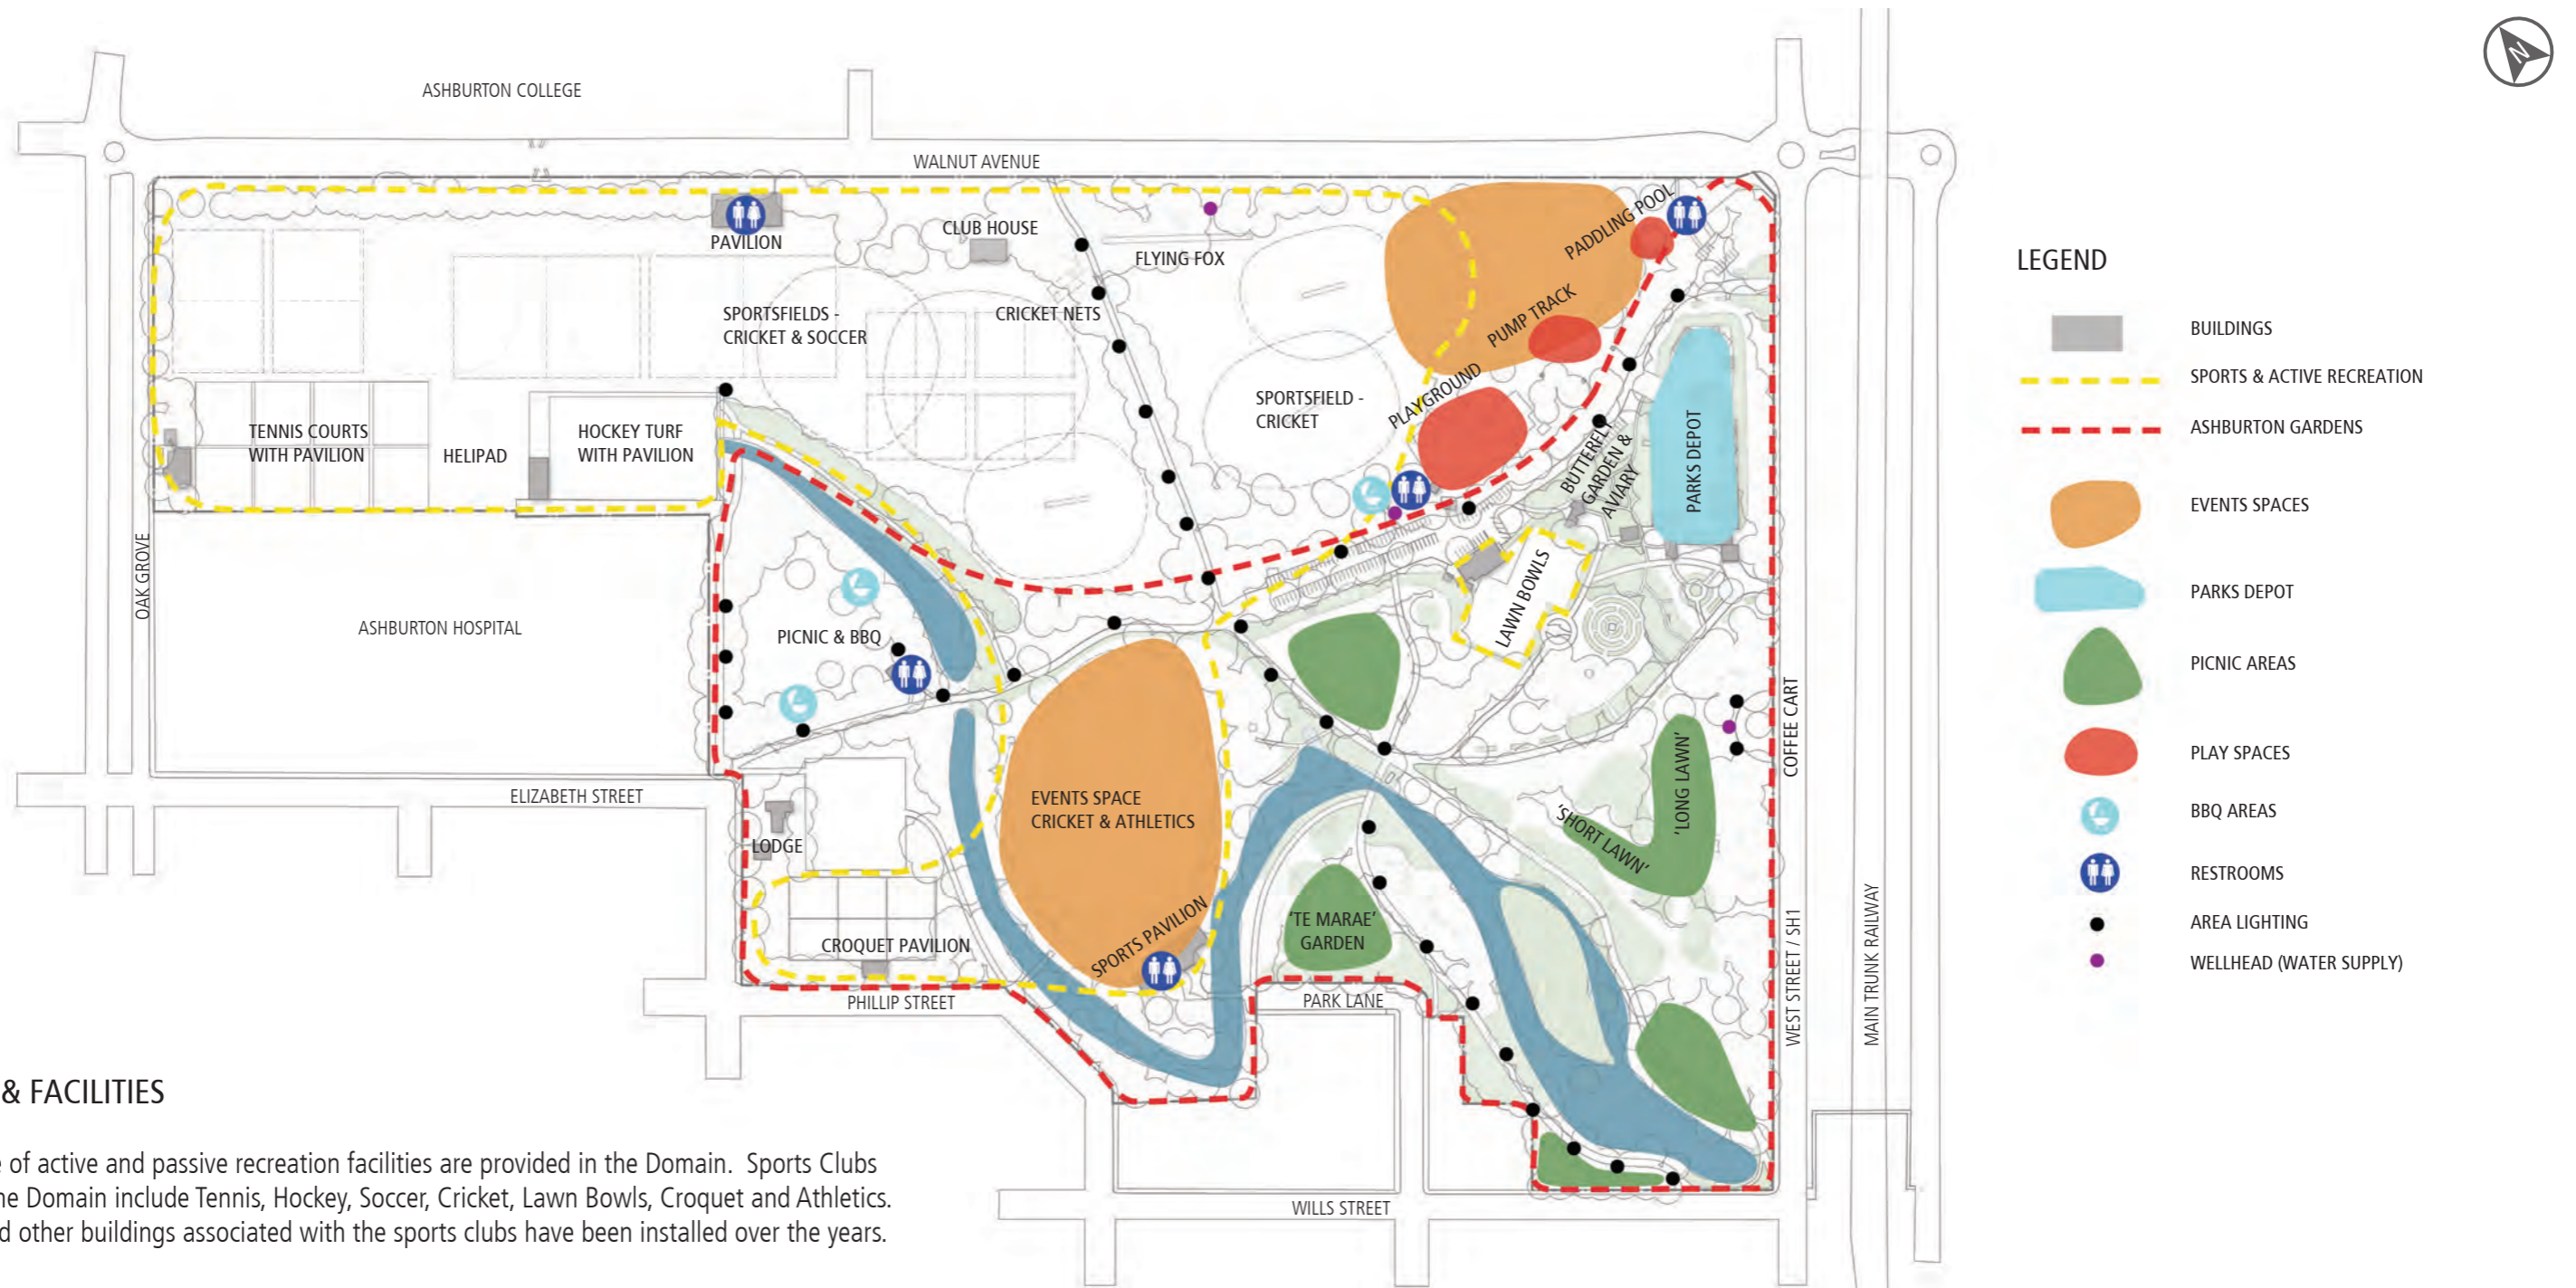 N
ASHBURTON COLLEGE
WALNUT AVENUE
PAVILION
CLUB HOUSE
FLYING FOX
PADDLING POOL
SPORTSFIELDS -
CRICKET & SOCCER
CRICKET NETS
PUMP TRACK
PLAYGROUND
SPORTSFIELD -
CRICKET
TENNIS COURTS
WITH PAVILION
HELIPAD
HOCKEY TURF
WITH PAVILION
BUTTERFLY
GARDEN &
AVIARY
PARKS DEPOT
OAK GROVE
ASHBURTON HOSPITAL
PICNIC & BBQ
LAWN BOWLS
COFFEE CART
ELIZABETH STREET
EVENTS SPACE
CRICKET & ATHLETICS
'LONG LAWN'
'SHORT LAWN'
LODGE
'TE MARAE'
GARDEN
SPORTS PAVILION
CROQUET PAVILION
PHILLIP STREET
PARK LANE
WEST STREET / SH1
MAIN TRUNK RAILWAY
WILLS STREET
LEGEND
BUILDINGS
SPORTS & ACTIVE RECREATION
ASHBURTON GARDENS
EVENTS SPACES
PARKS DEPOT
PICNIC AREAS
PLAY SPACES
BBQ AREAS
RESTROOMS
AREA LIGHTING
WELLHEAD (WATER SUPPLY)
& FACILITIES
of active and passive recreation facilities are provided in the Domain. Sports Clubs
Domain include Tennis, Hockey, Soccer, Cricket, Lawn Bowls, Croquet and Athletics.
other buildings associated with the sports clubs have been installed over the years.